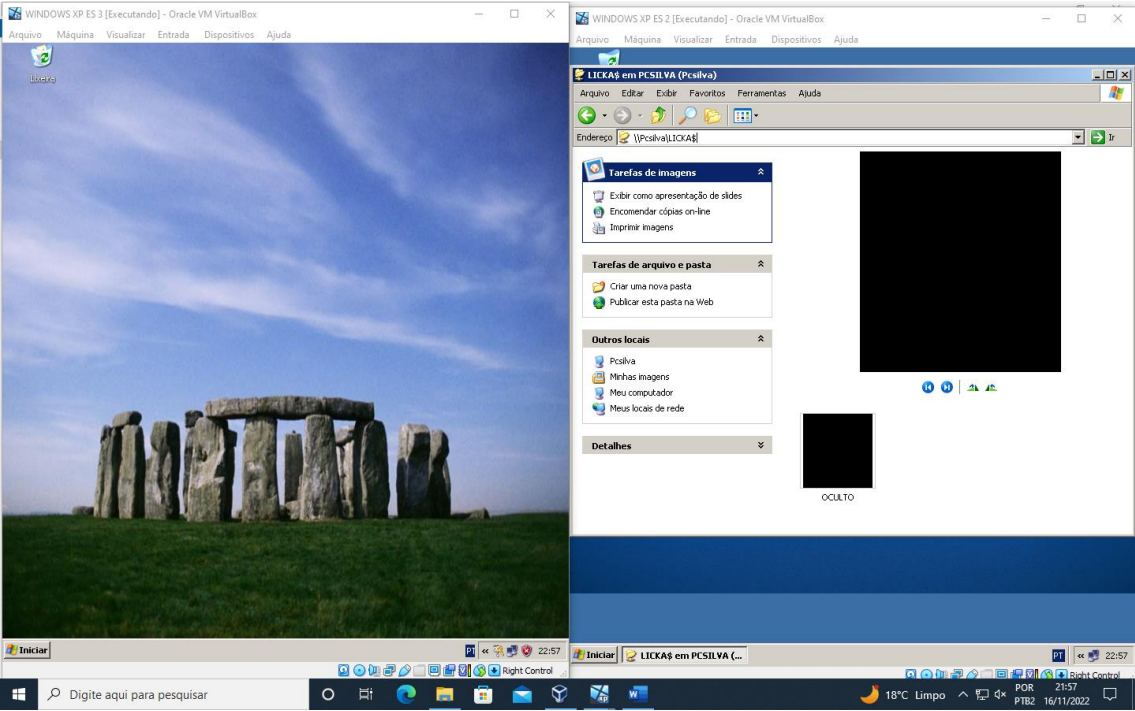 WINDOWS XP ES 3 [Executando] - Oracle VM VirtualBox
Arquivo Máquina Visualizar Entrada Dispositivos Ajuda
Lixeira
Iniciar
PT « 22:57
Right Control
WINDOWS XP ES 2 [Executando] - Oracle VM VirtualBox
Arquivo Máquina Visualizar Entrada Dispositivos Ajuda
LICKA$ em PCSILVA (Pcsilva)
Arquivo Editar Exibir Favoritos Ferramentas Ajuda
Endereço \\Pcsilva\LICKA$ Ir
Tarefas de imagens
Exibir como apresentação de slides
Encomendar cópias on-line
Imprimir imagens
Tarefas de arquivo e pasta
Criar uma nova pasta
Publicar esta pasta na Web
Outros locais
Pcsilva
Minhas imagens
Meu computador
Meus locais de rede
Detalhes
OCULTO
Iniciar LICKA$ em PCSILVA (... PT « 22:57
Right Control
Digite aqui para pesquisar
18°C Limpo
POR
PTB2
21:57
16/11/2022